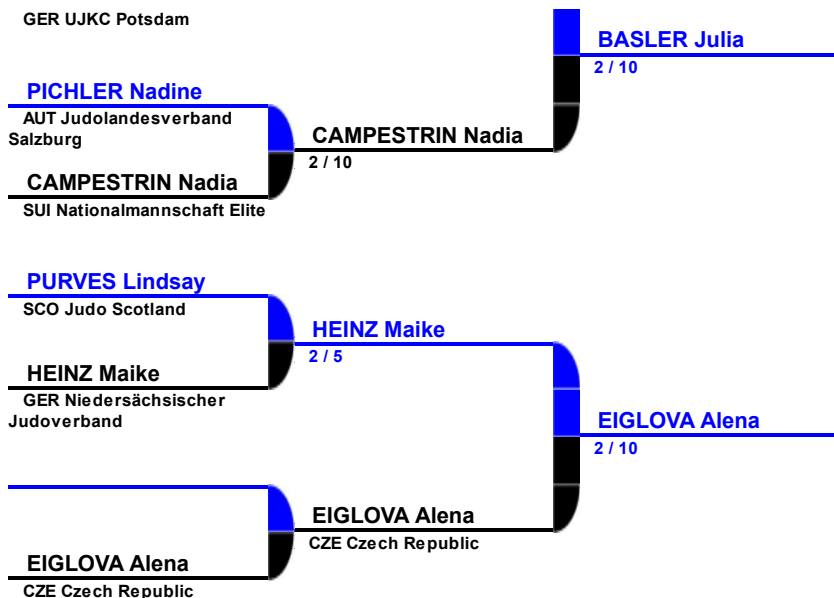 GER UJKC Potsdam
BASLER Julia
2 / 10
PICHLER Nadine
AUT Judolandesverband
Salzburg
CAMPESTRIN Nadia
2 / 10
CAMPESTRIN Nadia
SUI Nationalmannschaft Elite
PURVES Lindsay
SCO Judo Scotland
HEINZ Maike
2 / 5
HEINZ Maike
GER Niedersächsischer
Judoverband
EIGLOVA Alena
2 / 10
EIGLOVA Alena
CZE Czech Republic
EIGLOVA Alena
CZE Czech Republic